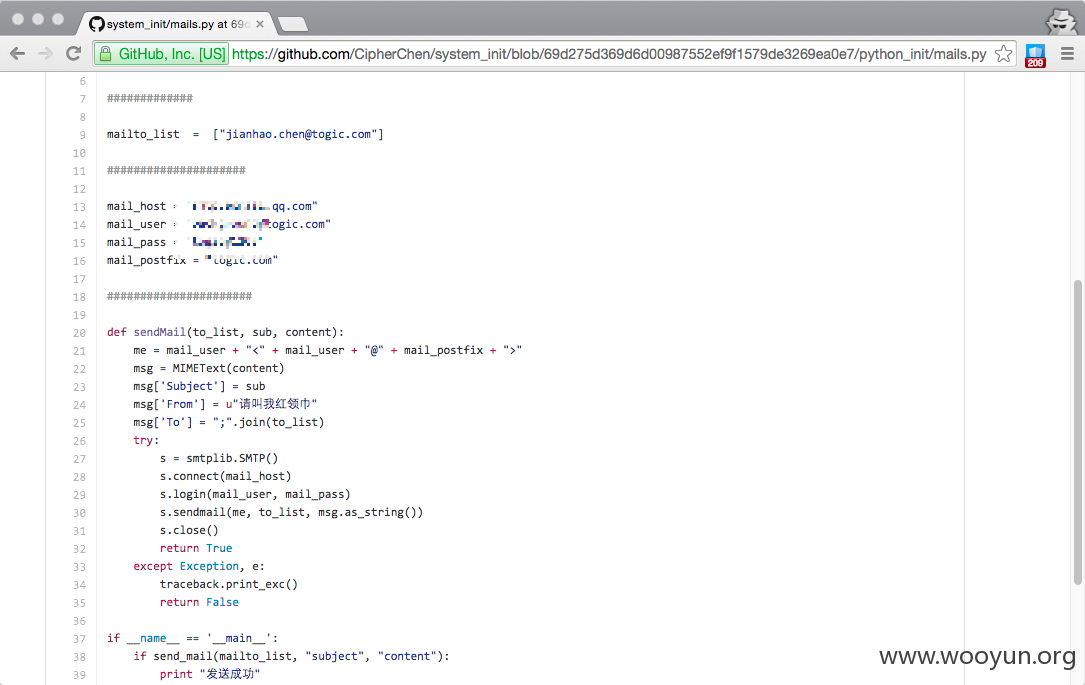 system_init/mails.py at 69d
GitHub, Inc. [US] https://github.com/CipherChen/system_init/blob/69d275d369d6d00987552ef9f1579de3269ea0e7/python_init/mails.py
209
6
7 #############
8
9 mailto_list = ["jianhao.chen@togic.com"]
10
11 #####################
12
13 mail_host = qq.com"
14 mail_user = togic.com"
15 mail_pass = "
16 mail_postfix = "togic.com"
17
18 ######################
19
20 def sendMail(to_list, sub, content):
21 me = mail_user + "<" + mail_user + "@" + mail_postfix + ">"
22 msg = MIMEText(content)
23 msg['Subject'] = sub
24 msg['From'] = u"请叫我红领巾"
25 msg['To'] = ";".join(to_list)
26 try:
27 s = smtplib.SMTP()
28 s.connect(mail_host)
29 s.login(mail_user, mail_pass)
30 s.sendmail(me, to_list, msg.as_string())
31 s.close()
32 return True
33 except Exception, e:
34 traceback.print_exc()
35 return False
36
37 if __name__ == '__main__':
38 if send_mail(mailto_list, "subject", "content"):
39 print "发送成功"
www.wooyun.org